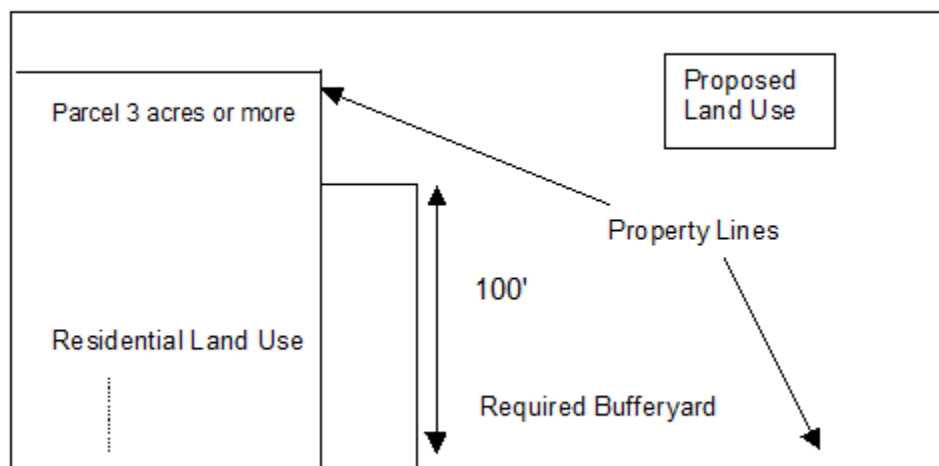 Proposed
Land Use
Parcel 3 acres or more
Property Lines
100'
Residential Land Use
Required Bufferyard